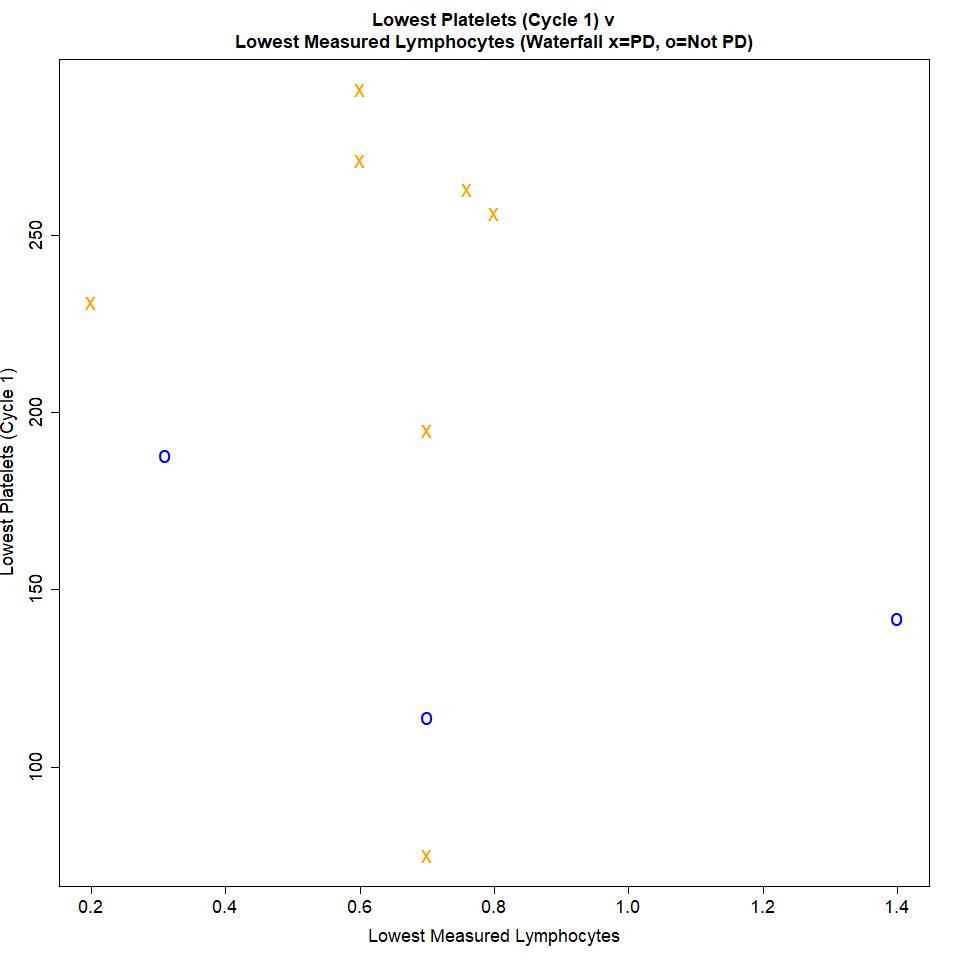 Lowest Platelets (Cycle 1) v
Lowest Measured Lymphocytes (Waterfall x=PD, o=Not PD)
Lowest Platelets (Cycle 1)
250
200
150
100
X
X
X
X
X
X
O
O
O
X
0.2
0.4
0.6
0.8
1.0
1.2
1.4
Lowest Measured Lymphocytes